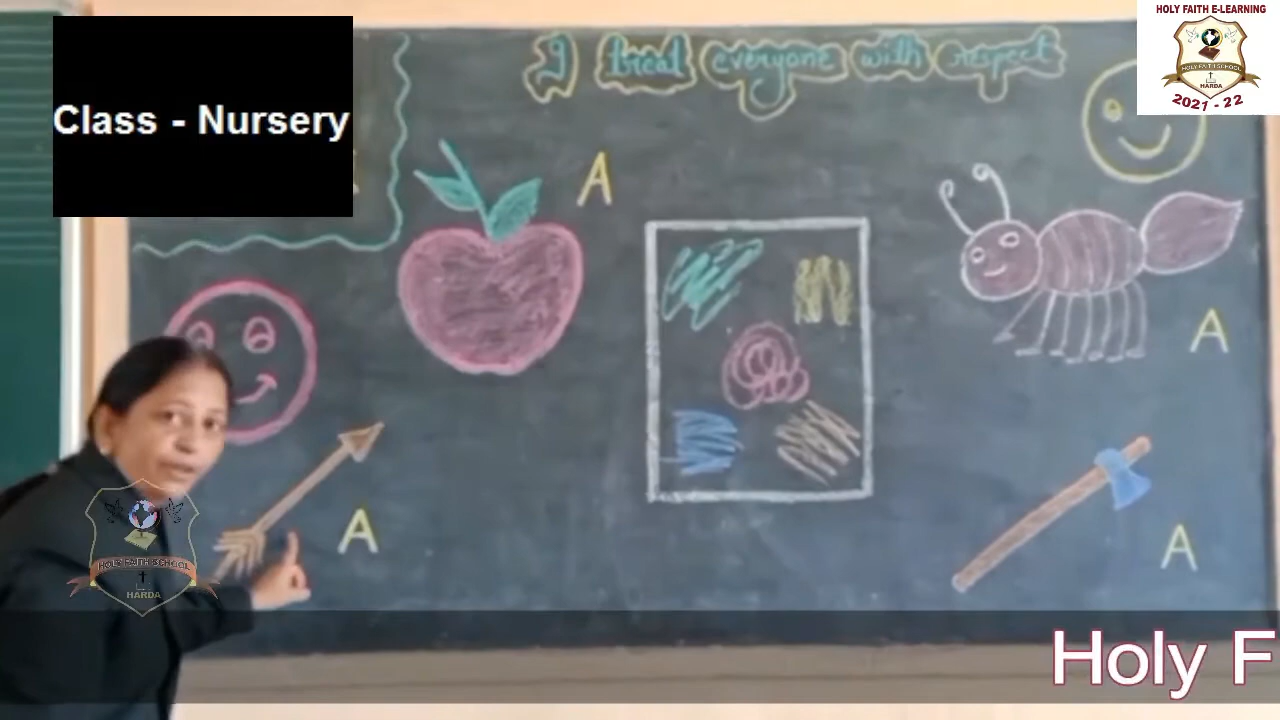 HOLY FAITH E-LEARNING
HOLY FAITH SCHOOL
HARDA
2021 - 22
Class - Nursery
I treat everyone with respect
A
A
A
A
HOLY FAITH SCHOOL
HARDA
Holy F